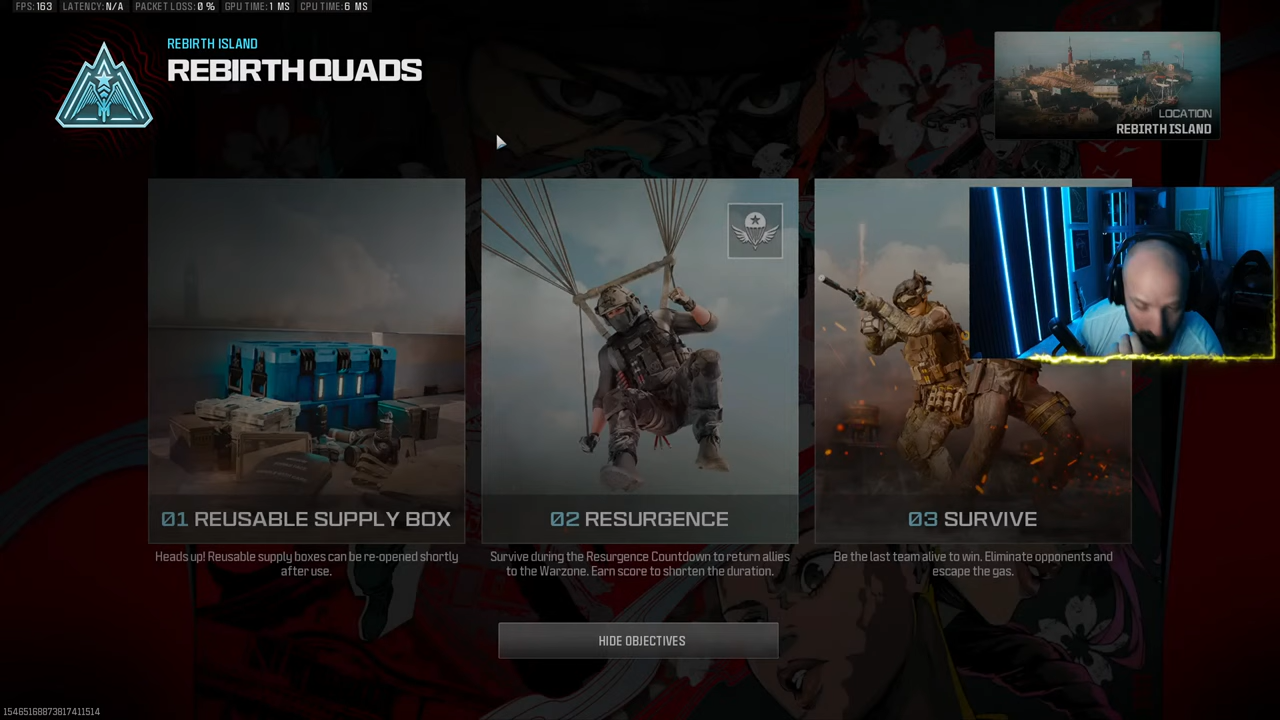 FPS: 163 LATENCY: N/A PACKET LOSS: 0 % GPU TIME: 1 MS CPU TIME: 6 MS
REBIRTH ISLAND
REBIRTH QUADS
LOCATION
REBIRTH ISLAND
01 REUSABLE SUPPLY BOX
Heads up! Reusable supply boxes can be re-opened shortly
after use.
02 RESURGENCE
Survive during the Resurgence Countdown to return allies
to the Warzone. Earn score to shorten the duration.
03 SURVIVE
Be the last team alive to win. Eliminate opponents and
escape the gas.
HIDE OBJECTIVES
15465168873817411514